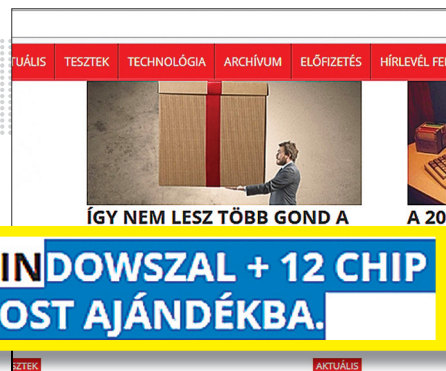 TUÁLIS TESZTEK TECHNOLÓGIA ARCHÍVUM ELŐFIZETÉS HÍRLEVÉL FE
ÍGY NEM LESZ TÖBB GOND A
A 20
INDOWSZAL + 12 CHIP
OST AJÁNDÉKBA.
SZTEK
AKTUÁLIS